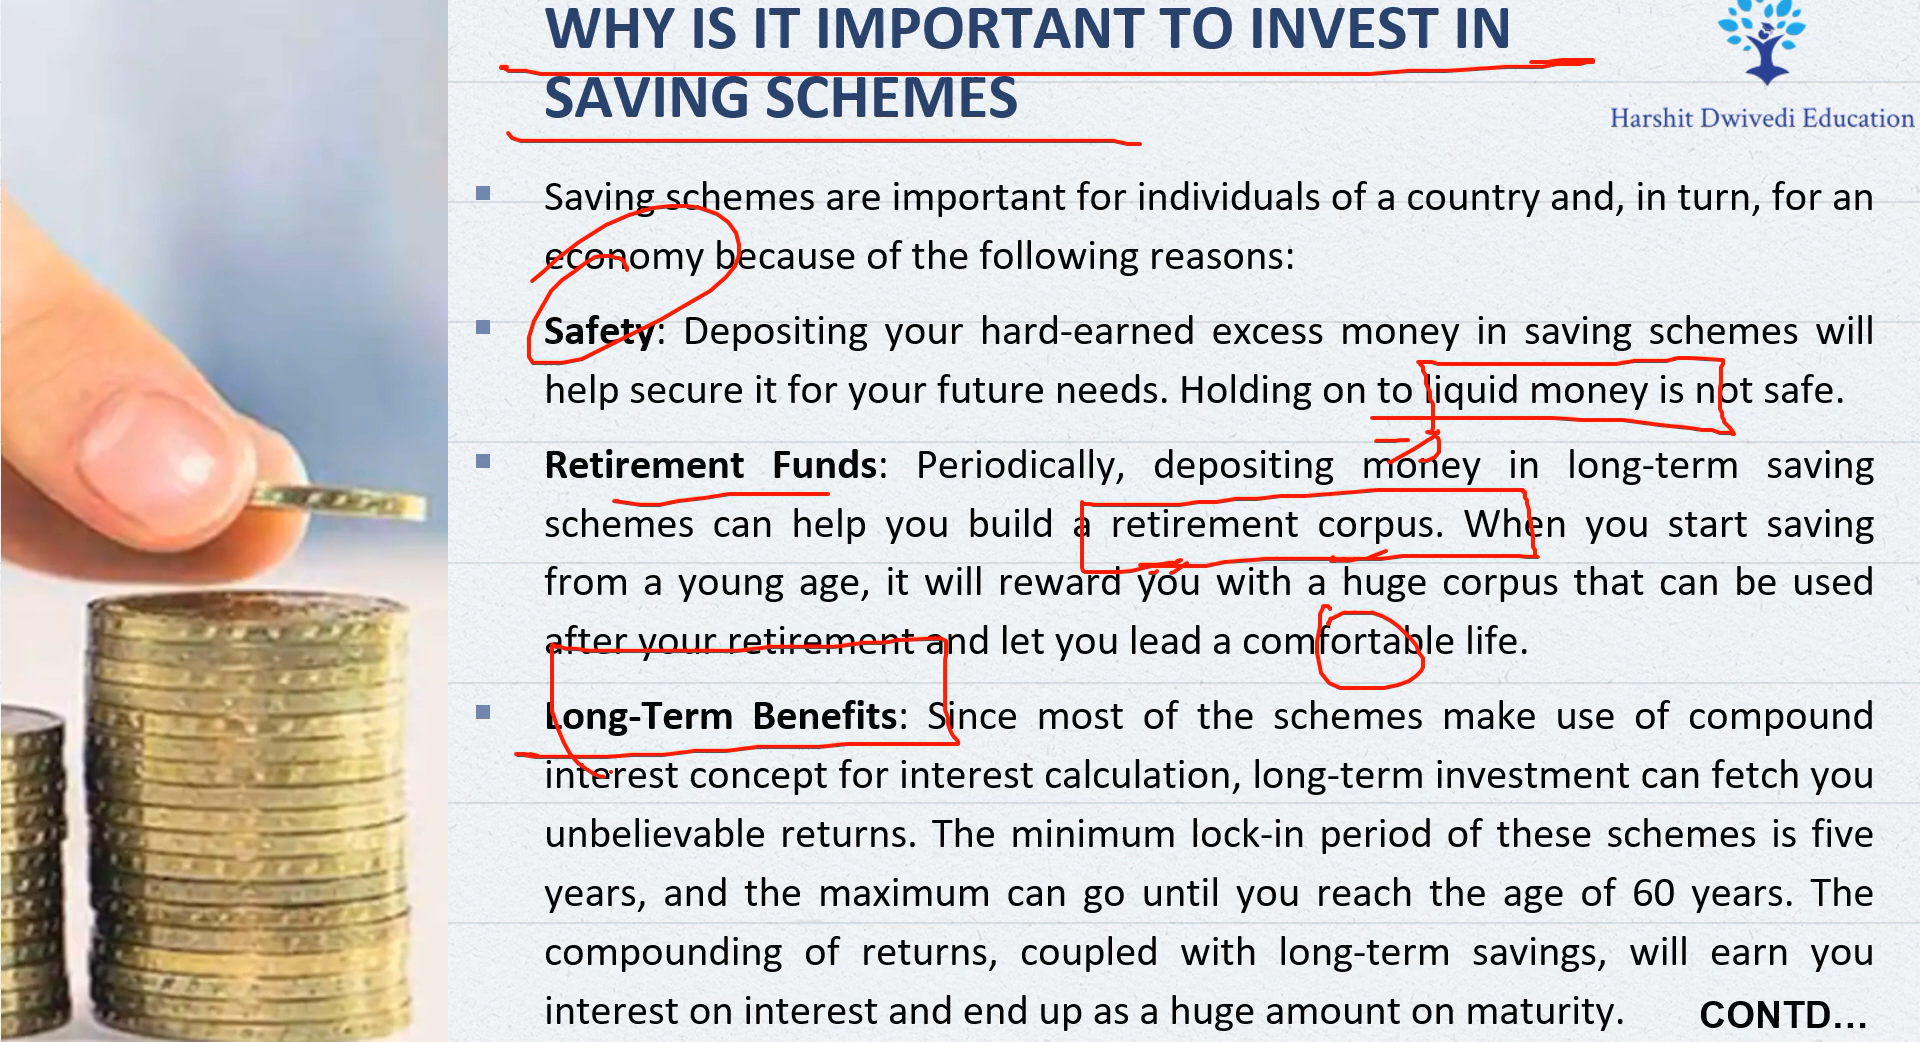 WHY IS IT IMPORTANT TO INVEST IN
SAVING SCHEMES
Harshit Dwivedi Education
Saving schemes are important for individuals of a country and, in turn, for an
economy because of the following reasons:
Safety: Depositing your hard-earned excess money in saving schemes will
help secure it for your future needs. Holding on to liquid money is not safe.
Retirement Funds: Periodically, depositing money in long-term saving
schemes can help you build a retirement corpus. When you start saving
from a young age, it will reward you with a huge corpus that can be used
after your retirement and let you lead a comfortable life.
Long-Term Benefits: Since most of the schemes make use of compound
interest concept for interest calculation, long-term investment can fetch you
unbelievable returns. The minimum lock-in period of these schemes is five
years, and the maximum can go until you reach the age of 60 years. The
compounding of returns, coupled with long-term savings, will earn you
interest on interest and end up as a huge amount on maturity.
CONTD...